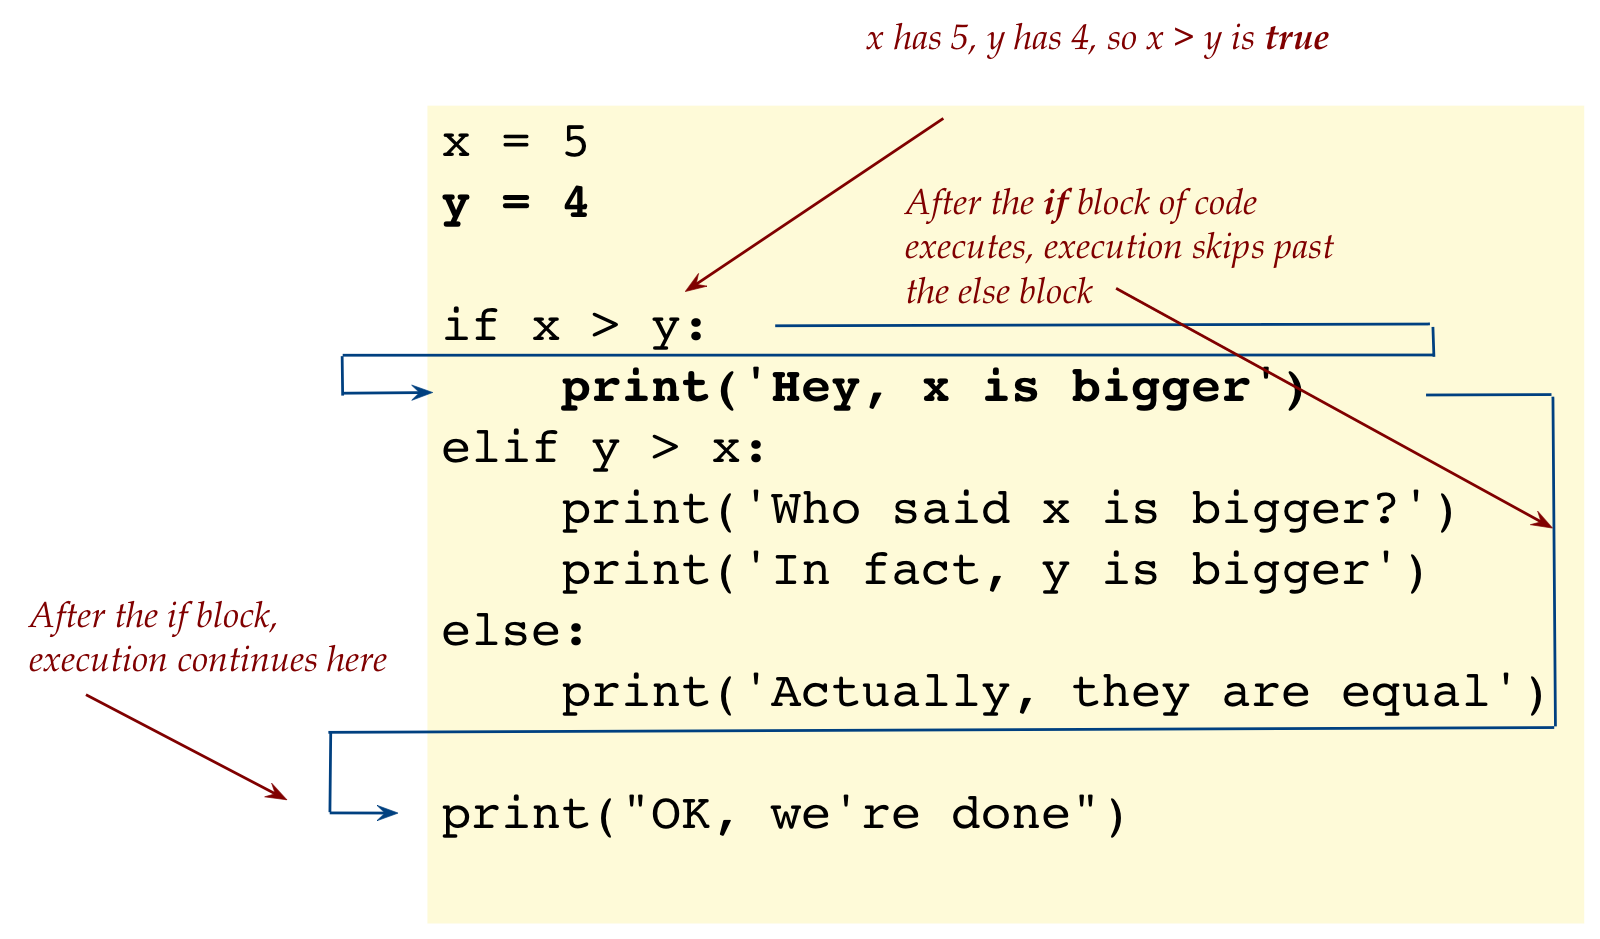 x has 5, y has 4, so x > y is true
x = 5
y = 4
After the if block of code
executes, execution skips past
the else block
if x > y:
    print('Hey, x is bigger')
elif y > x:
    print('Who said x is bigger?')
    print('In fact, y is bigger')
After the if block,
execution continues here
else:
    print('Actually, they are equal')
print("OK, we're done")